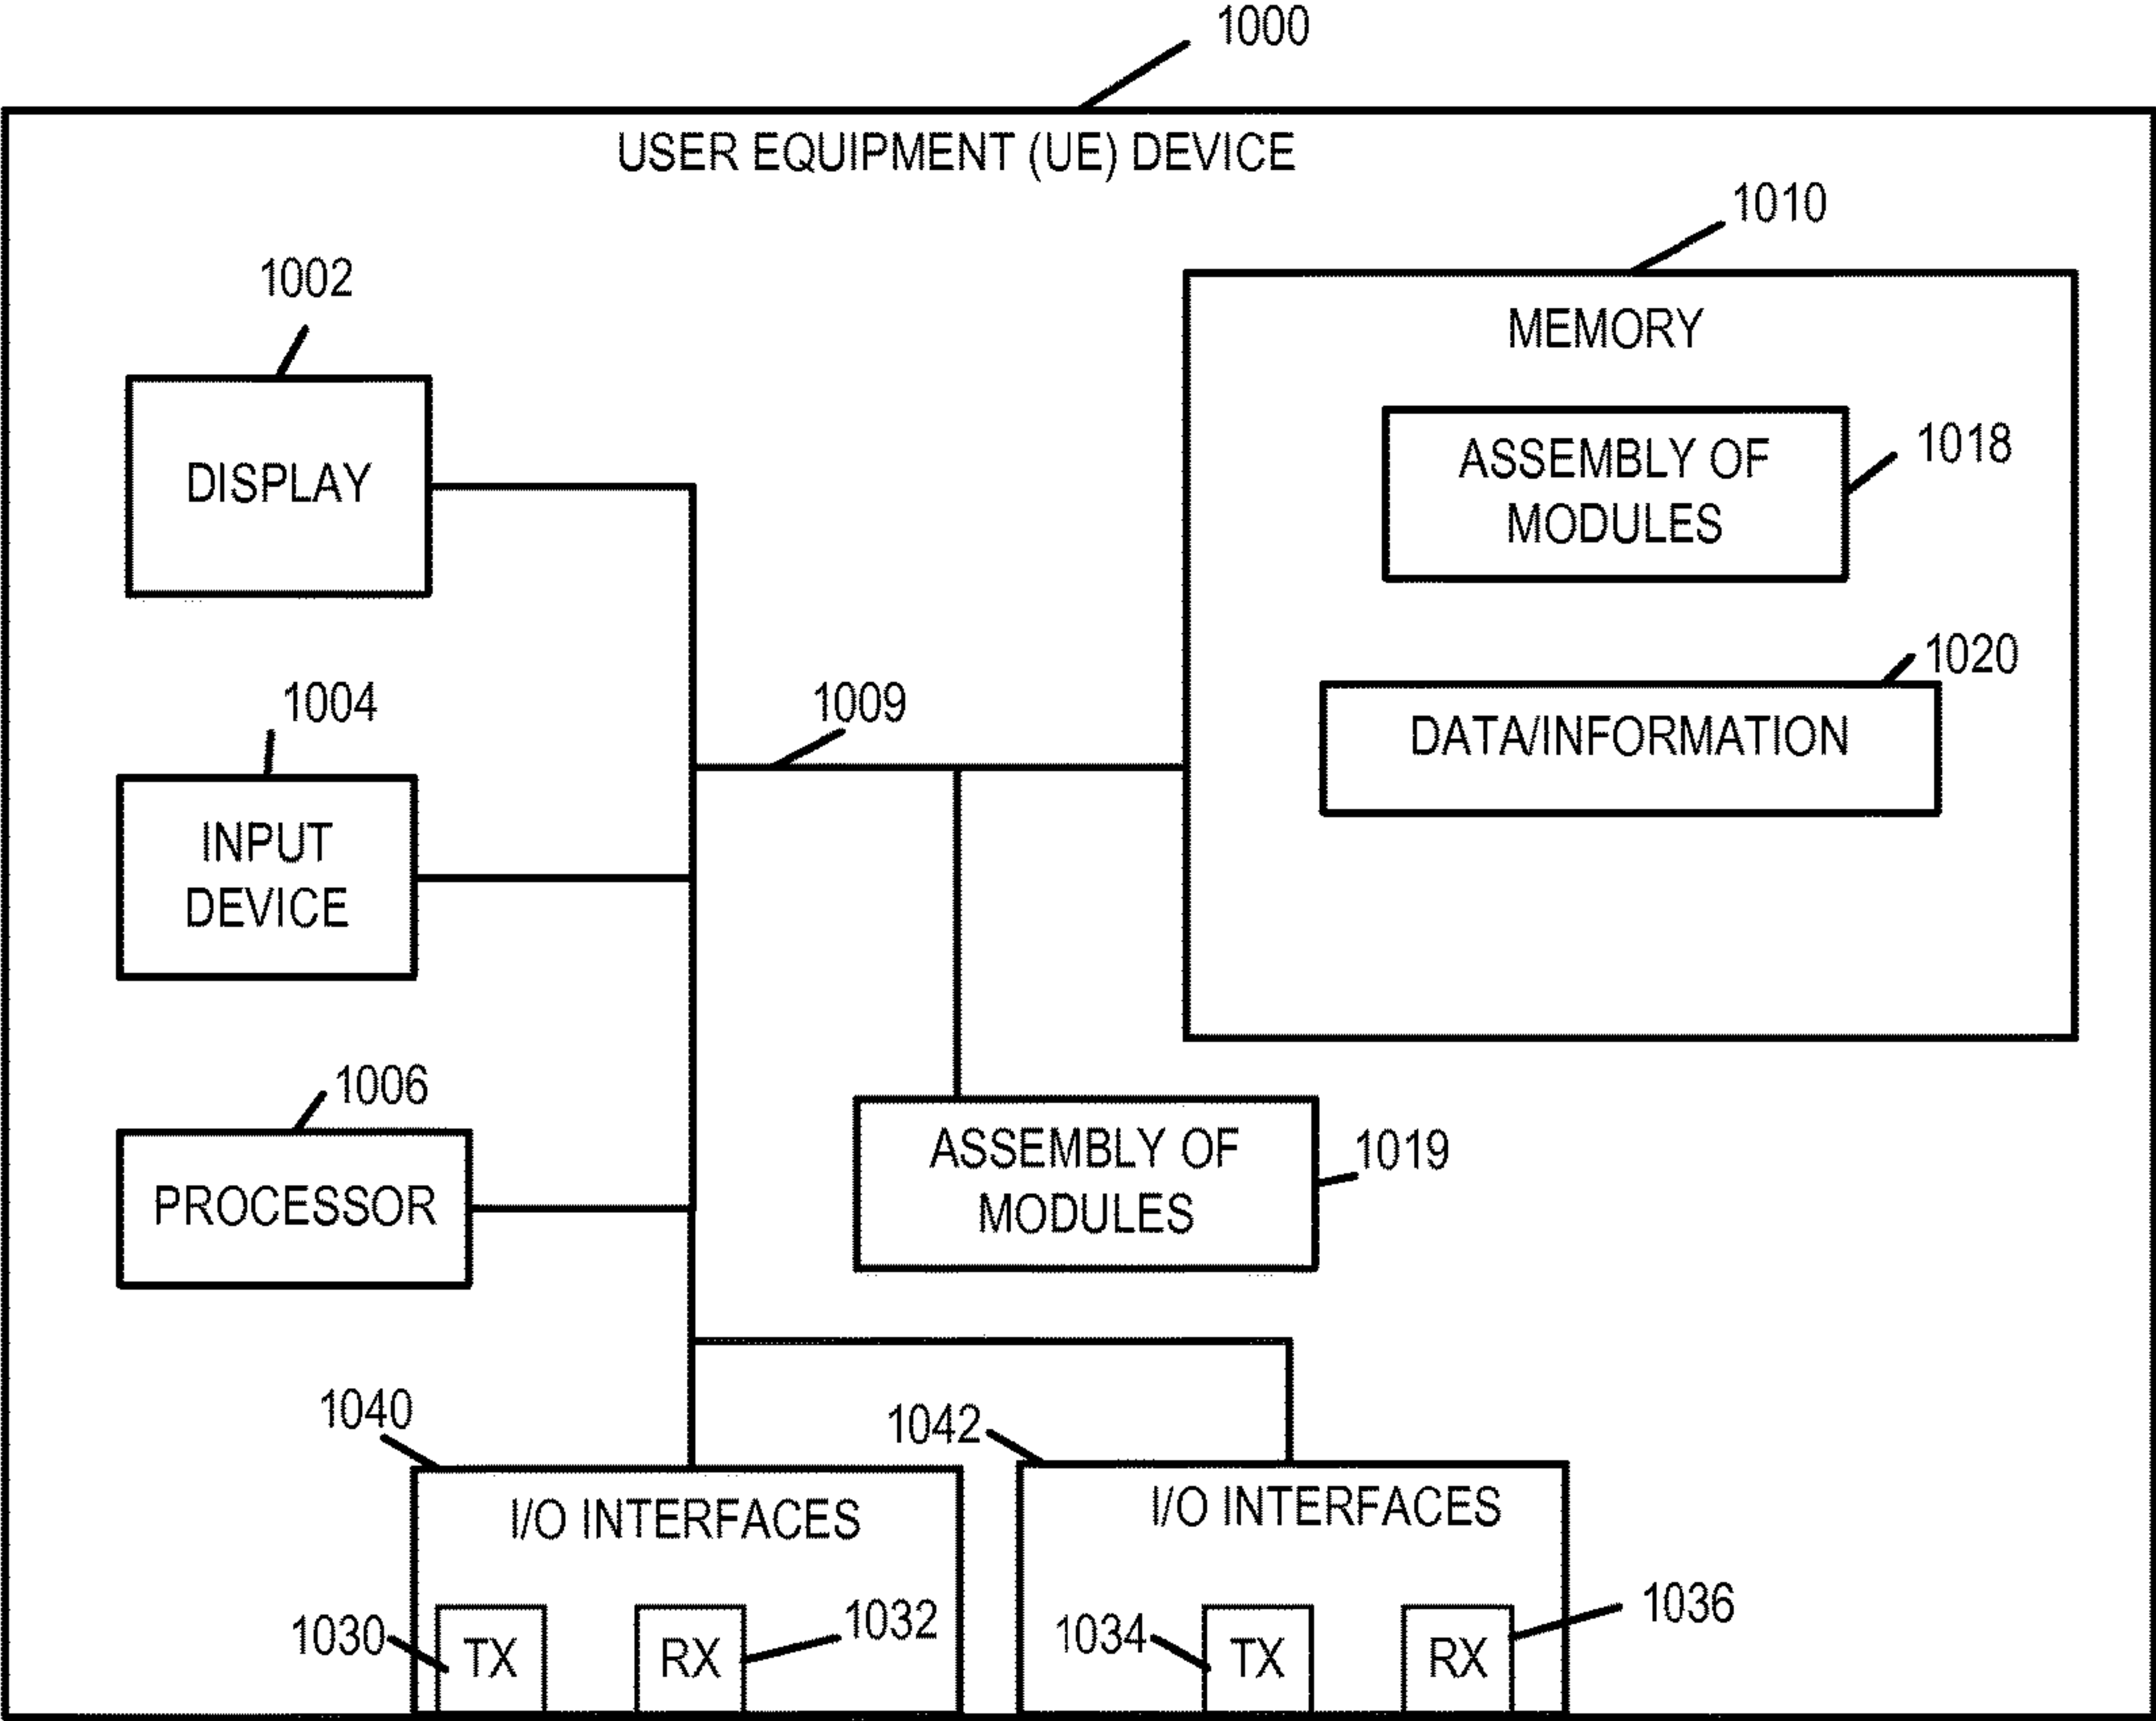 1000
USER EQUIPMENT (UE) DEVICE
1010
1002
MEMORY
DISPLAY
ASSEMBLY OF
MODULES
1018
1020
1004
1009
DATA/INFORMATION
INPUT
DEVICE
1006
PROCESSOR
ASSEMBLY OF
MODULES
1019
1040
1042
I/O INTERFACES
I/O INTERFACES
1030
TX
RX
1032
1034
TX
RX
1036